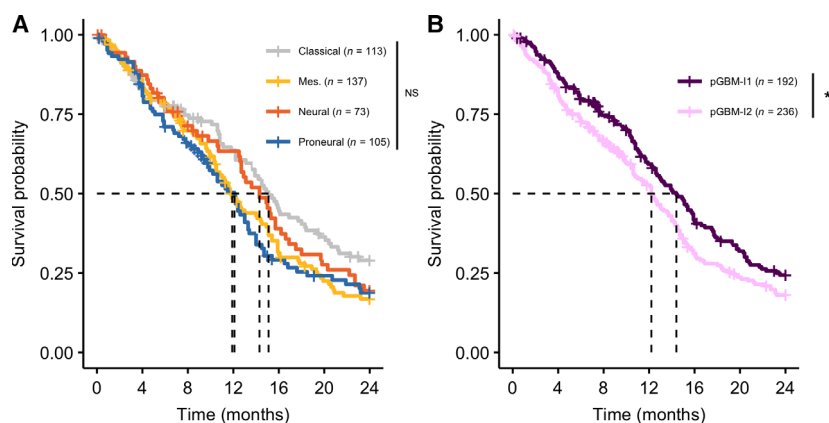 A
Survival probability
1.00
0.75
0.50
0.25
0.00
0 4 8 12 16 20 24
Time (months)
Classical (n = 113)
Mes. (n = 137)
Neural (n = 73)
Proneural (n = 105)
NS
B
Survival probability
1.00
0.75
0.50
0.25
0.00
0 4 8 12 16 20 24
Time (months)
pGBM-I1 (n = 192)
pGBM-I2 (n = 236)
*